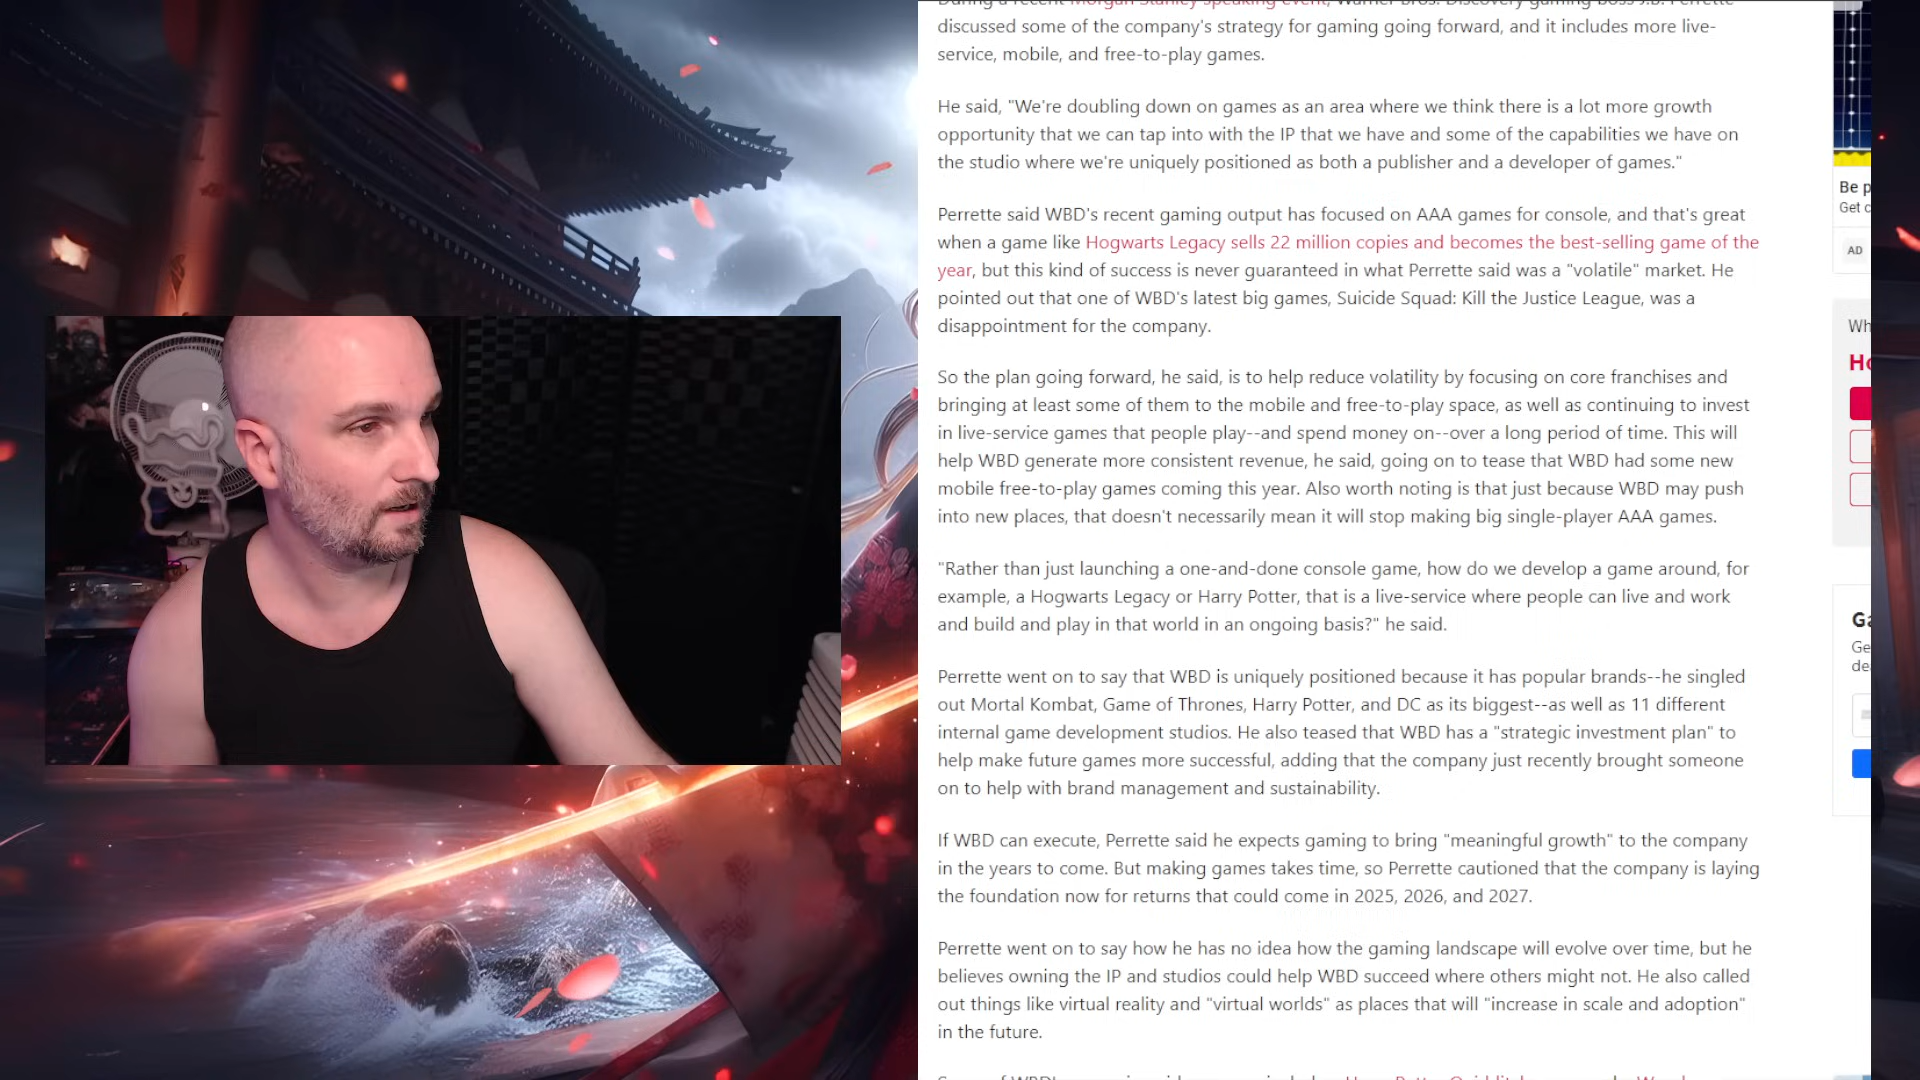 discussed some of the company's strategy for gaming going forward, and it includes more live-
service, mobile, and free-to-play games.
He said, "We're doubling down on games as an area where we think there is a lot more growth
opportunity that we can tap into with the IP that we have and some of the capabilities we have on
the studio where we're uniquely positioned as both a publisher and a developer of games."
Perrette said WBD's recent gaming output has focused on AAA games for console, and that's great
when a game like Hogwarts Legacy sells 22 million copies and becomes the best-selling game of the
year, but this kind of success is never guaranteed in what Perrette said was a "volatile" market. He
pointed out that one of WBD's latest big games, Suicide Squad: Kill the Justice League, was a
disappointment for the company.
So the plan going forward, he said, is to help reduce volatility by focusing on core franchises and
bringing at least some of them to the mobile and free-to-play space, as well as continuing to invest
in live-service games that people play--and spend money on--over a long period of time. This will
help WBD generate more consistent revenue, he said, going on to tease that WBD had some new
mobile free-to-play games coming this year. Also worth noting is that just because WBD may push
into new places, that doesn't necessarily mean it will stop making big single-player AAA games.
"Rather than just launching a one-and-done console game, how do we develop a game around, for
example, a Hogwarts Legacy or Harry Potter, that is a live-service where people can live and work
and build and play in that world in an ongoing basis?" he said.
Perrette went on to say that WBD is uniquely positioned because it has popular brands--he singled
out Mortal Kombat, Game of Thrones, Harry Potter, and DC as its biggest--as well as 11 different
internal game development studios. He also teased that WBD has a "strategic investment plan" to
help make future games more successful, adding that the company just recently brought someone
on to help with brand management and sustainability.
If WBD can execute, Perrette said he expects gaming to bring "meaningful growth" to the company
in the years to come. But making games takes time, so Perrette cautioned that the company is laying
the foundation now for returns that could come in 2025, 2026, and 2027.
Perrette went on to say how he has no idea how the gaming landscape will evolve over time, but he
believes owning the IP and studios could help WBD succeed where others might not. He also called
out things like virtual reality and "virtual worlds" as places that will "increase in scale and adoption"
in the future.
Be p
Get c
AD
Wh
Ho
Ga
Ge
de